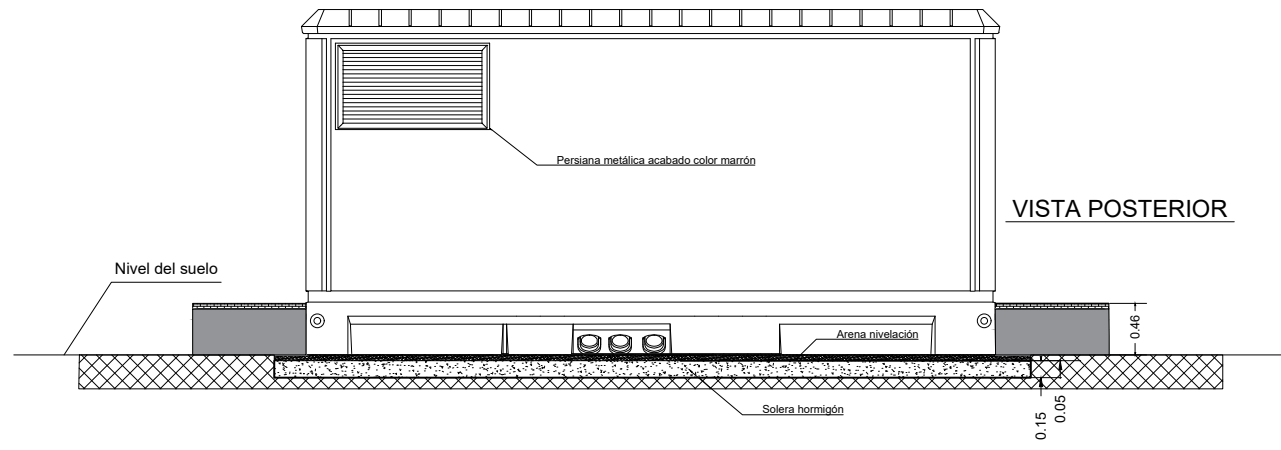 Persiana metálica acabado color marrón
VISTA POSTERIOR
Nivel del suelo
0.46
Arena nivelación
0.05
0.15
Solera hormigón